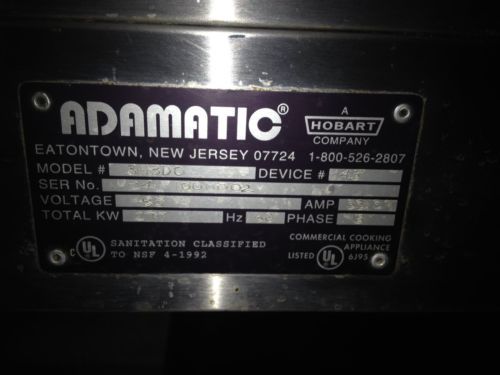 ADAMATIC®
A
HOBART
COMPANY
EATONTOWN, NEW JERSEY 07724 1-800-526-2807
MODEL # DEVICE #
SER No.
VOLTAGE AMP
TOTAL KW Hz PHASE
C UL SANITATION CLASSIFIED
TO NSF 4-1992
COMMERCIAL COOKING
APPLIANCE
LISTED UL 6J95